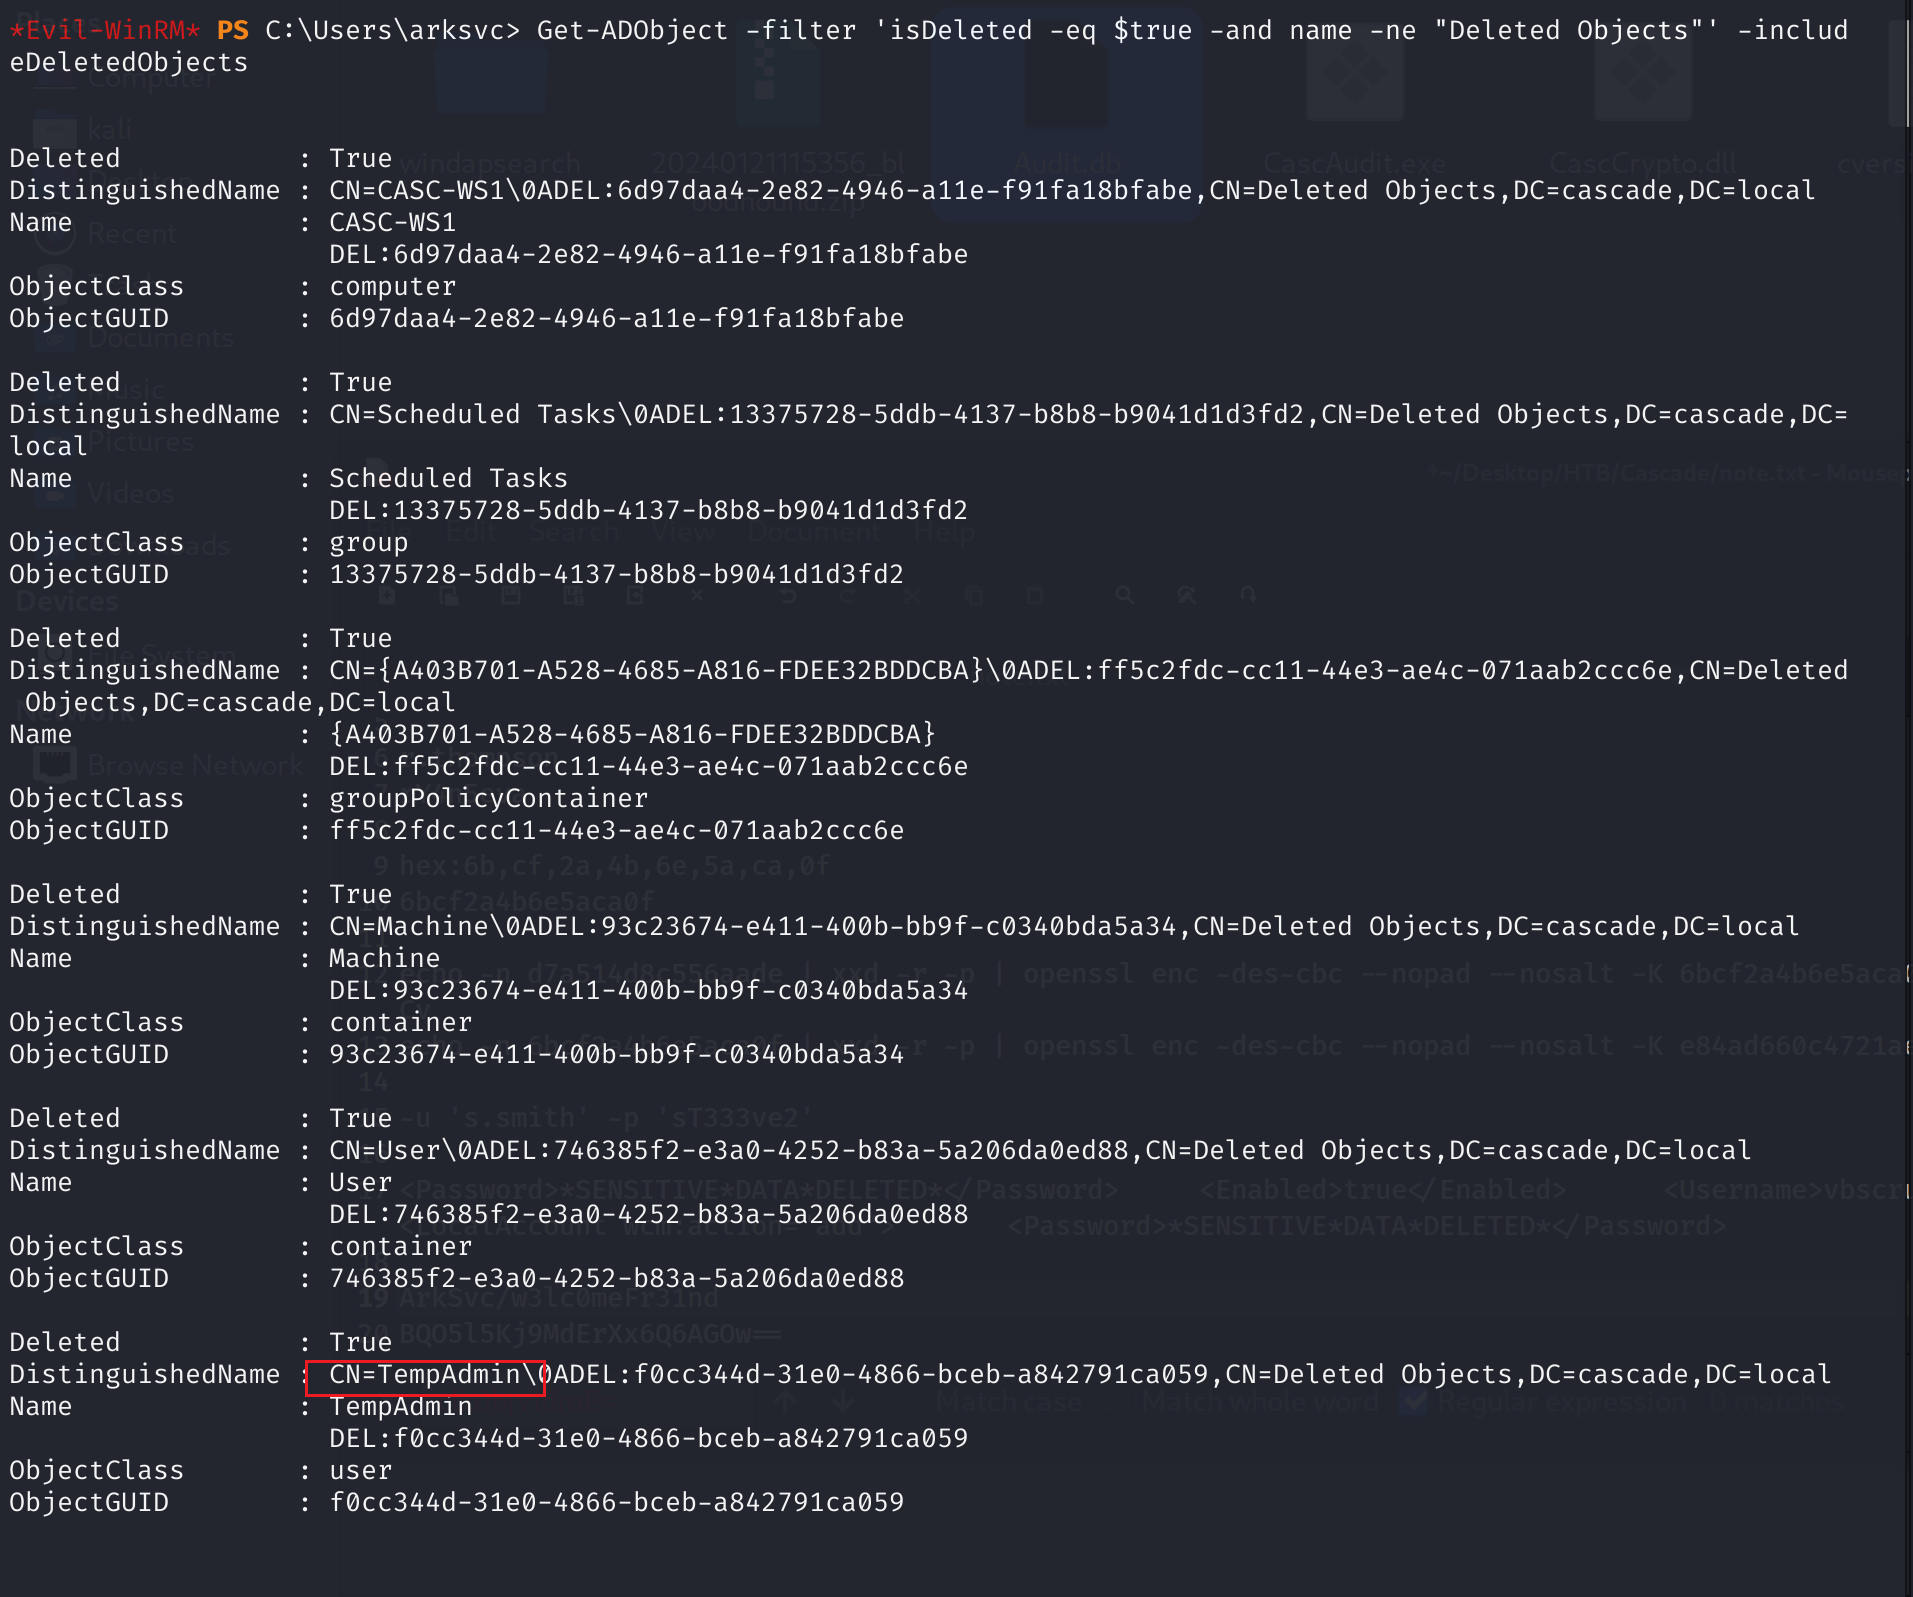 *Evil-WinRM* PS C:\Users\arksvc> Get-ADObject -filter 'isDeleted -eq $true -and name -ne "Deleted Objects"' -includ
eDeletedObjects
Deleted           : True
DistinguishedName : CN=CASC-WS1\0ADEL:6d97daa4-2e82-4946-a11e-f91fa18bfabe,CN=Deleted Objects,DC=cascade,DC=local
Name              : CASC-WS1
                    DEL:6d97daa4-2e82-4946-a11e-f91fa18bfabe
ObjectClass       : computer
ObjectGUID        : 6d97daa4-2e82-4946-a11e-f91fa18bfabe
Deleted           : True
DistinguishedName : CN=Scheduled Tasks\0ADEL:13375728-5ddb-4137-b8b8-b9041d1d3fd2,CN=Deleted Objects,DC=cascade,DC=
local
Name              : Scheduled Tasks
                    DEL:13375728-5ddb-4137-b8b8-b9041d1d3fd2
ObjectClass       : group
ObjectGUID        : 13375728-5ddb-4137-b8b8-b9041d1d3fd2
Deleted           : True
DistinguishedName : CN={A403B701-A528-4685-A816-FDEE32BDDCBA}\0ADEL:ff5c2fdc-cc11-44e3-ae4c-071aab2ccc6e,CN=Deleted
 Objects,DC=cascade,DC=local
Name              : {A403B701-A528-4685-A816-FDEE32BDDCBA}
                    DEL:ff5c2fdc-cc11-44e3-ae4c-071aab2ccc6e
ObjectClass       : groupPolicyContainer
ObjectGUID        : ff5c2fdc-cc11-44e3-ae4c-071aab2ccc6e
Deleted           : True
DistinguishedName : CN=Machine\0ADEL:93c23674-e411-400b-bb9f-c0340bda5a34,CN=Deleted Objects,DC=cascade,DC=local
Name              : Machine
                    DEL:93c23674-e411-400b-bb9f-c0340bda5a34
ObjectClass       : container
ObjectGUID        : 93c23674-e411-400b-bb9f-c0340bda5a34
Deleted           : True
DistinguishedName : CN=User\0ADEL:746385f2-e3a0-4252-b83a-5a206da0ed88,CN=Deleted Objects,DC=cascade,DC=local
Name              : User
                    DEL:746385f2-e3a0-4252-b83a-5a206da0ed88
ObjectClass       : container
ObjectGUID        : 746385f2-e3a0-4252-b83a-5a206da0ed88
Deleted           : True
DistinguishedName : CN=TempAdmin\0ADEL:f0cc344d-31e0-4866-bceb-a842791ca059,CN=Deleted Objects,DC=cascade,DC=local
Name              : TempAdmin
                    DEL:f0cc344d-31e0-4866-bceb-a842791ca059
ObjectClass       : user
ObjectGUID        : f0cc344d-31e0-4866-bceb-a842791ca059